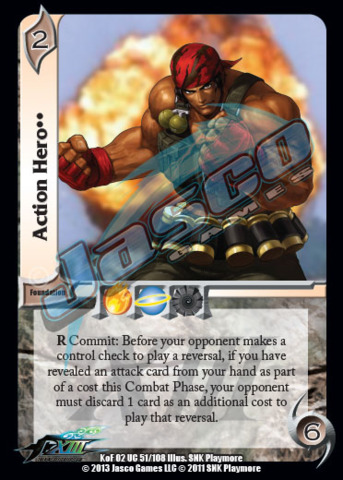 2
Action Hero••
Jasco
GAMES
Foundation
R Commit: Before your opponent makes a
control check to play a reversal, if you have
revealed an attack card from your hand as part
of a cost this Combat Phase, your opponent
must discard 1 card as an additional cost to
play that reversal.
6
XIII
KoF 02 UC 51/108 Illus. SNK Playmore
© 2013 Jasco Games LLC © 2011 SNK Playmore